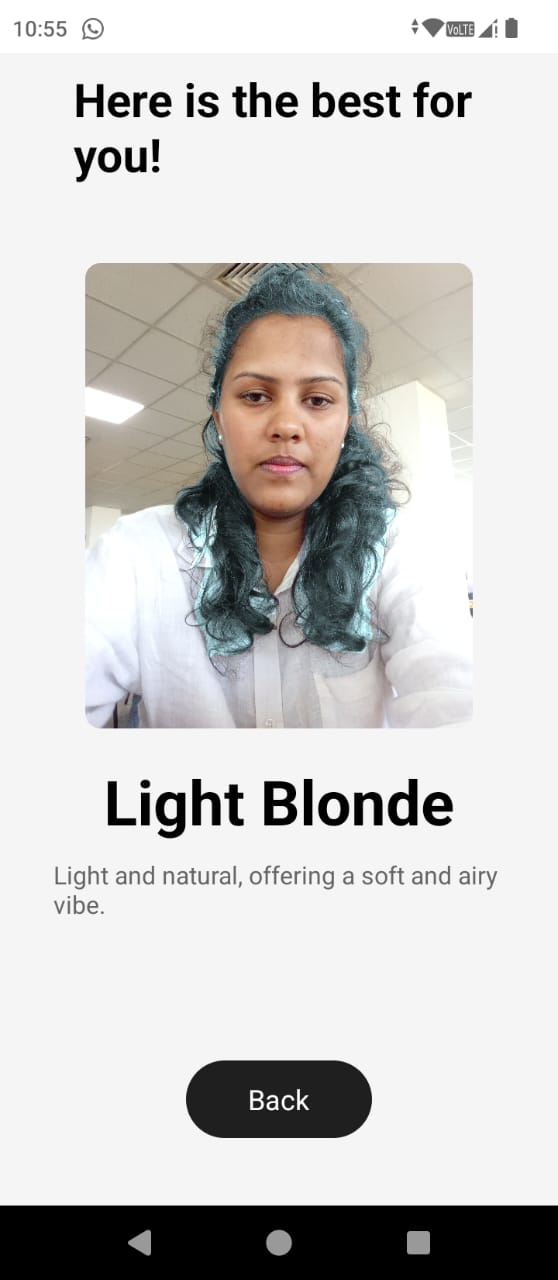 10:55
VoLTE
Here is the best for
you!
Light Blonde
Light and natural, offering a soft and airy
vibe.
Back